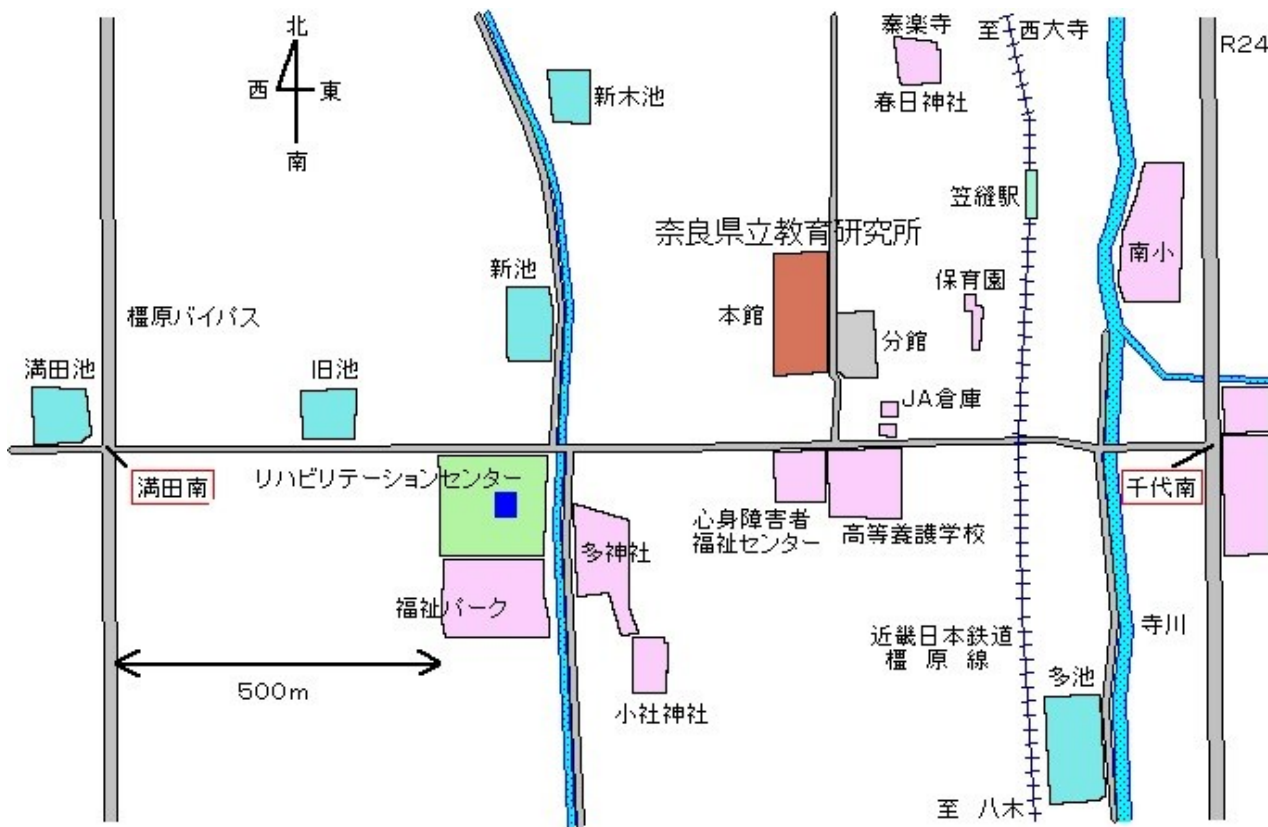 北
西
東
南
新木池
秦楽寺
至 西大寺
R24
春日神社
笠縫駅
奈良県立教育研究所
南小
新池
保育園
橿原バイパス
本館
分館
満田池
旧池
JA倉庫
リハビリテーションセンター
満田南
千代南
心身障害者
福祉センター
高等養護学校
多神社
福祉パーク
近畿日本鉄道
橿 原 線
寺川
500m
小社神社
多池
至 八木